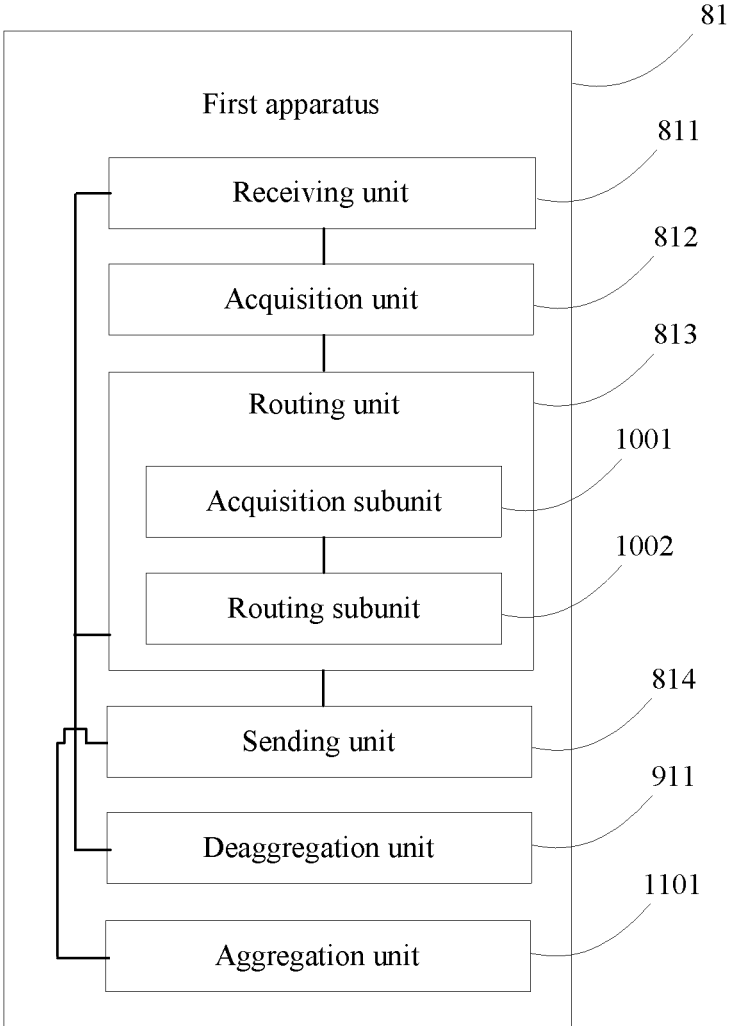 81
First apparatus
811
Receiving unit
812
Acquisition unit
813
Routing unit
1001
Acquisition subunit
1002
Routing subunit
814
Sending unit
911
Deaggregation unit
1101
Aggregation unit